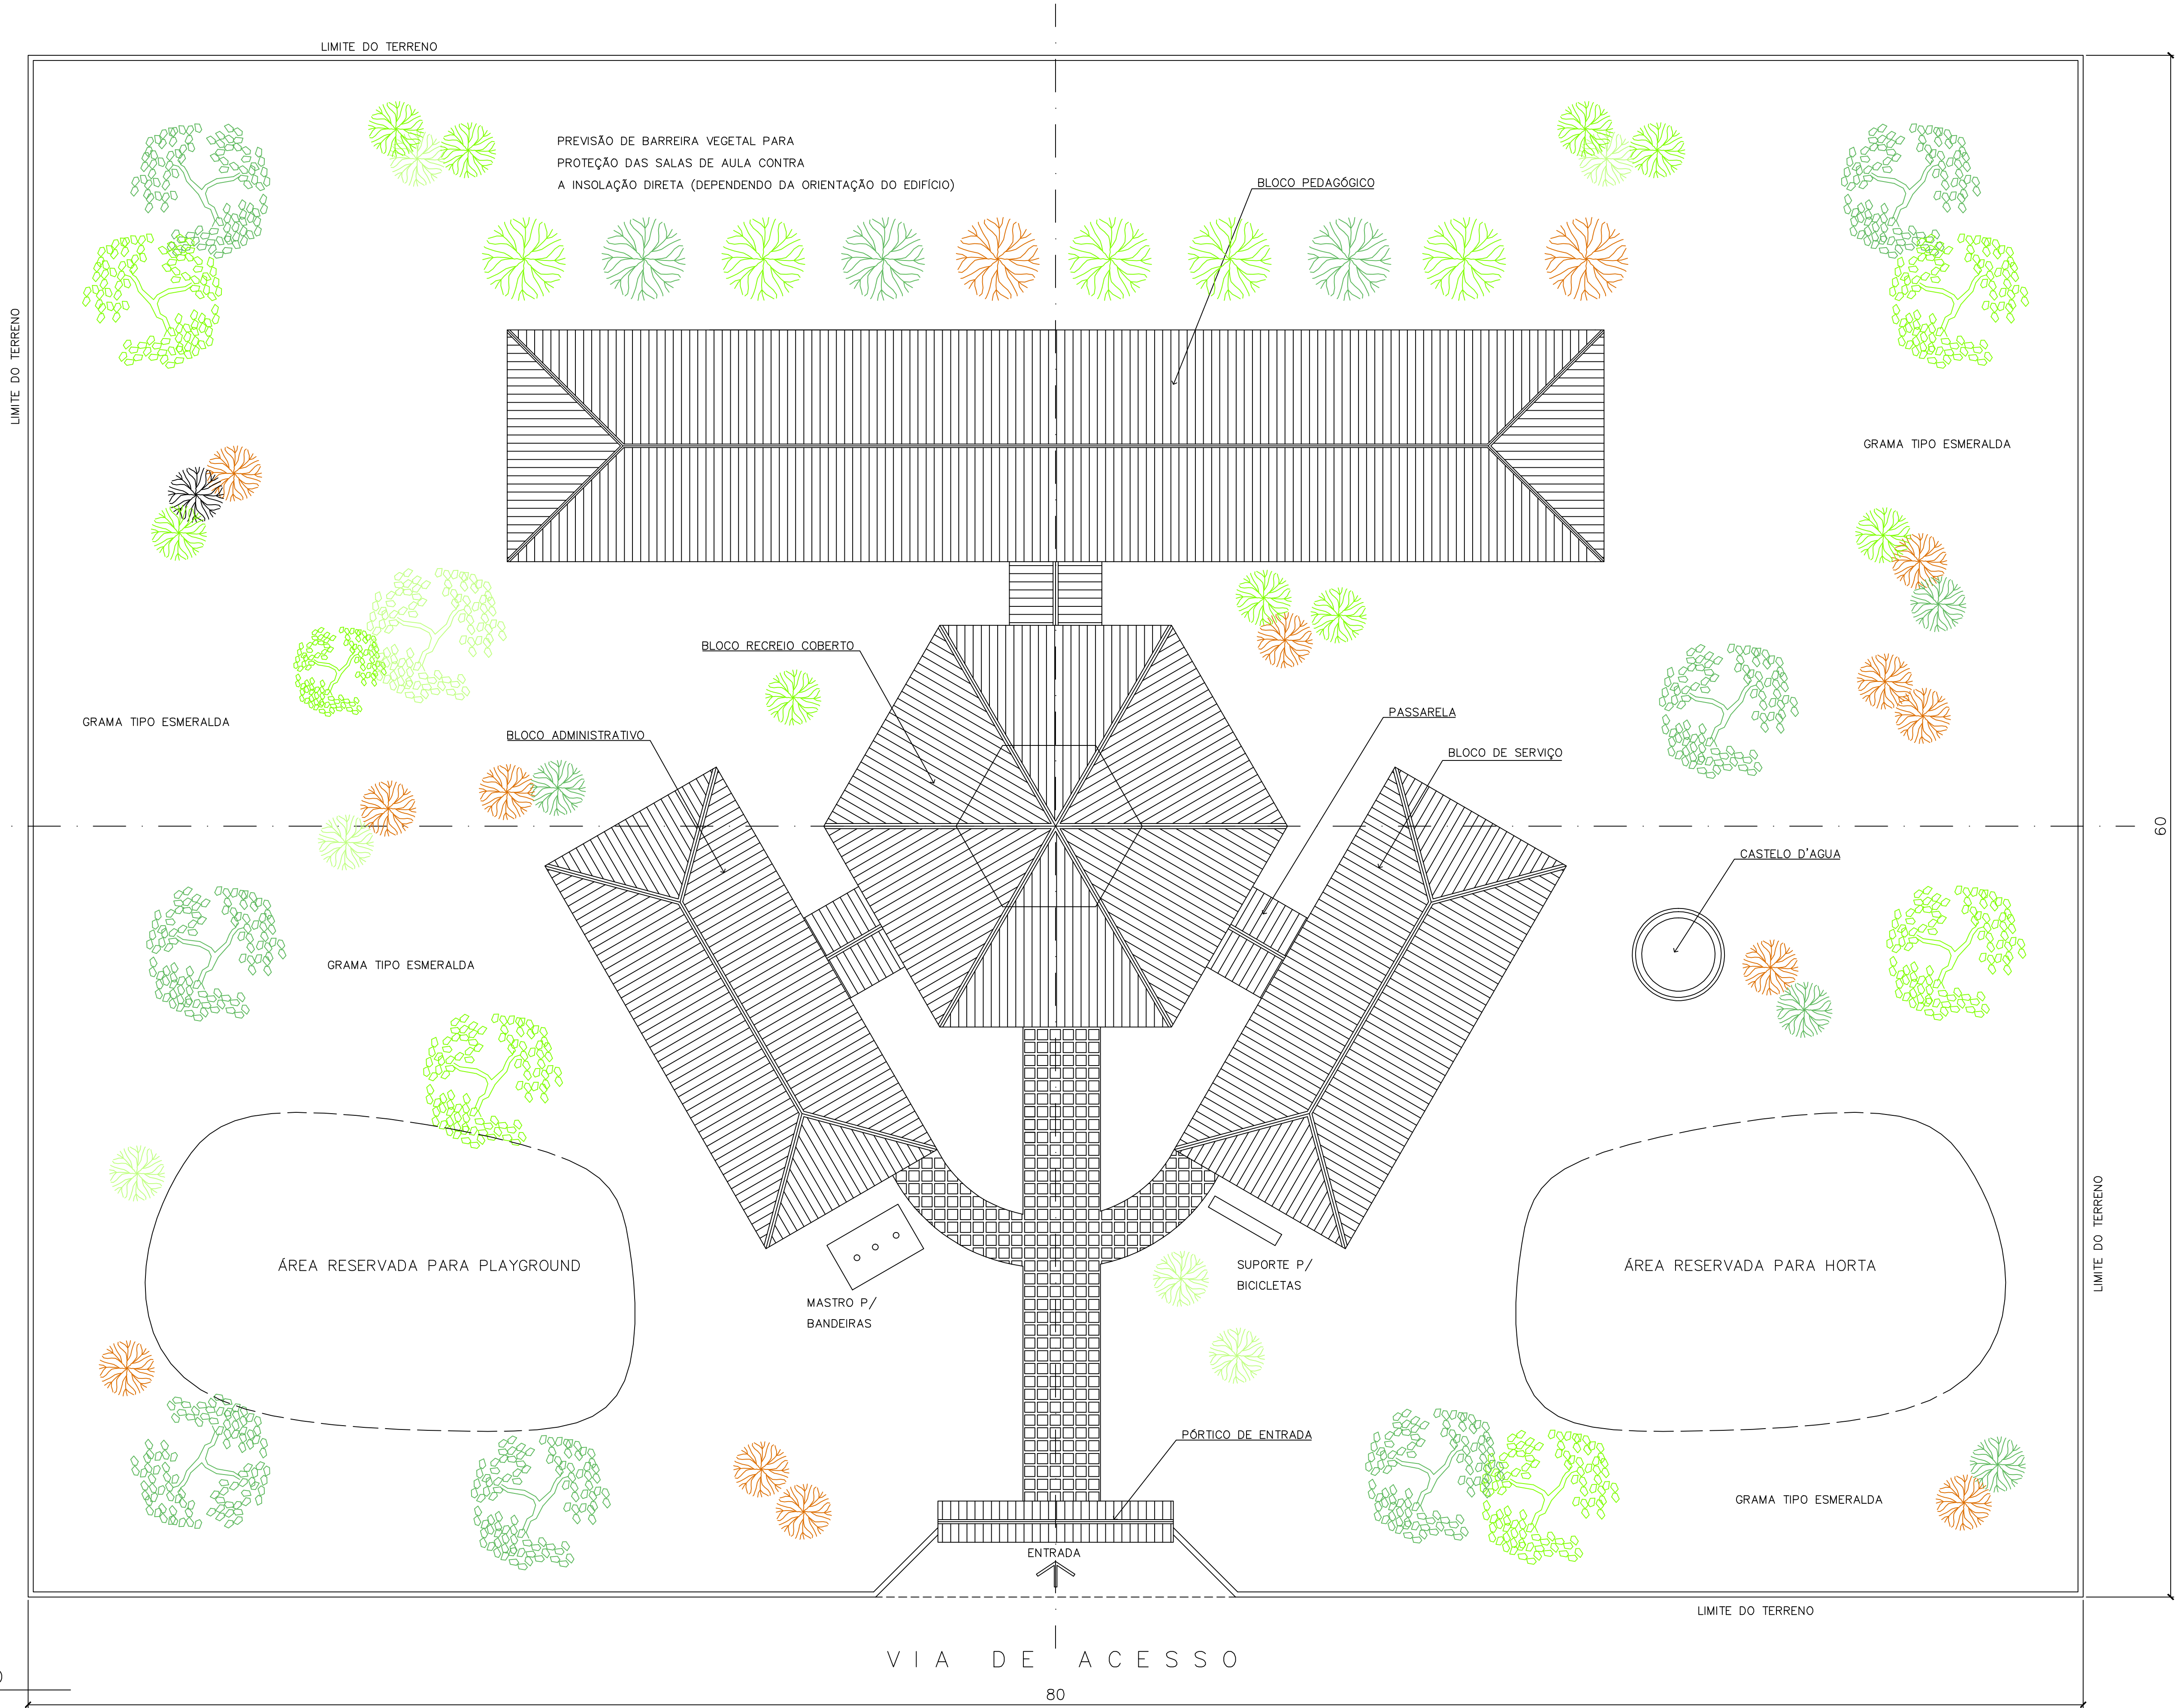 LIMITE DO TERRENO
PREVISÃO DE BARREIRA VEGETAL PARA
PROTEÇÃO DAS SALAS DE AULA CONTRA
A INSOLAÇÃO DIRETA (DEPENDENDO DA ORIENTAÇÃO DO EDIFÍCIO)
BLOCO PEDAGÓGICO
LIMITE DO TERRENO
GRAMA TIPO ESMERALDA
BLOCO RECREIO COBERTO
PASSARELA
GRAMA TIPO ESMERALDA
BLOCO ADMINISTRATIVO
BLOCO DE SERVIÇO
60
CASTELO D'AGUA
GRAMA TIPO ESMERALDA
LIMITE DO TERRENO
ÁREA RESERVADA PARA PLAYGROUND
SUPORTE P/
BICICLETAS
ÁREA RESERVADA PARA HORTA
MASTRO P/
BANDEIRAS
PÓRTICO DE ENTRADA
GRAMA TIPO ESMERALDA
ENTRADA
LIMITE DO TERRENO
VIA DE ACESSO
80